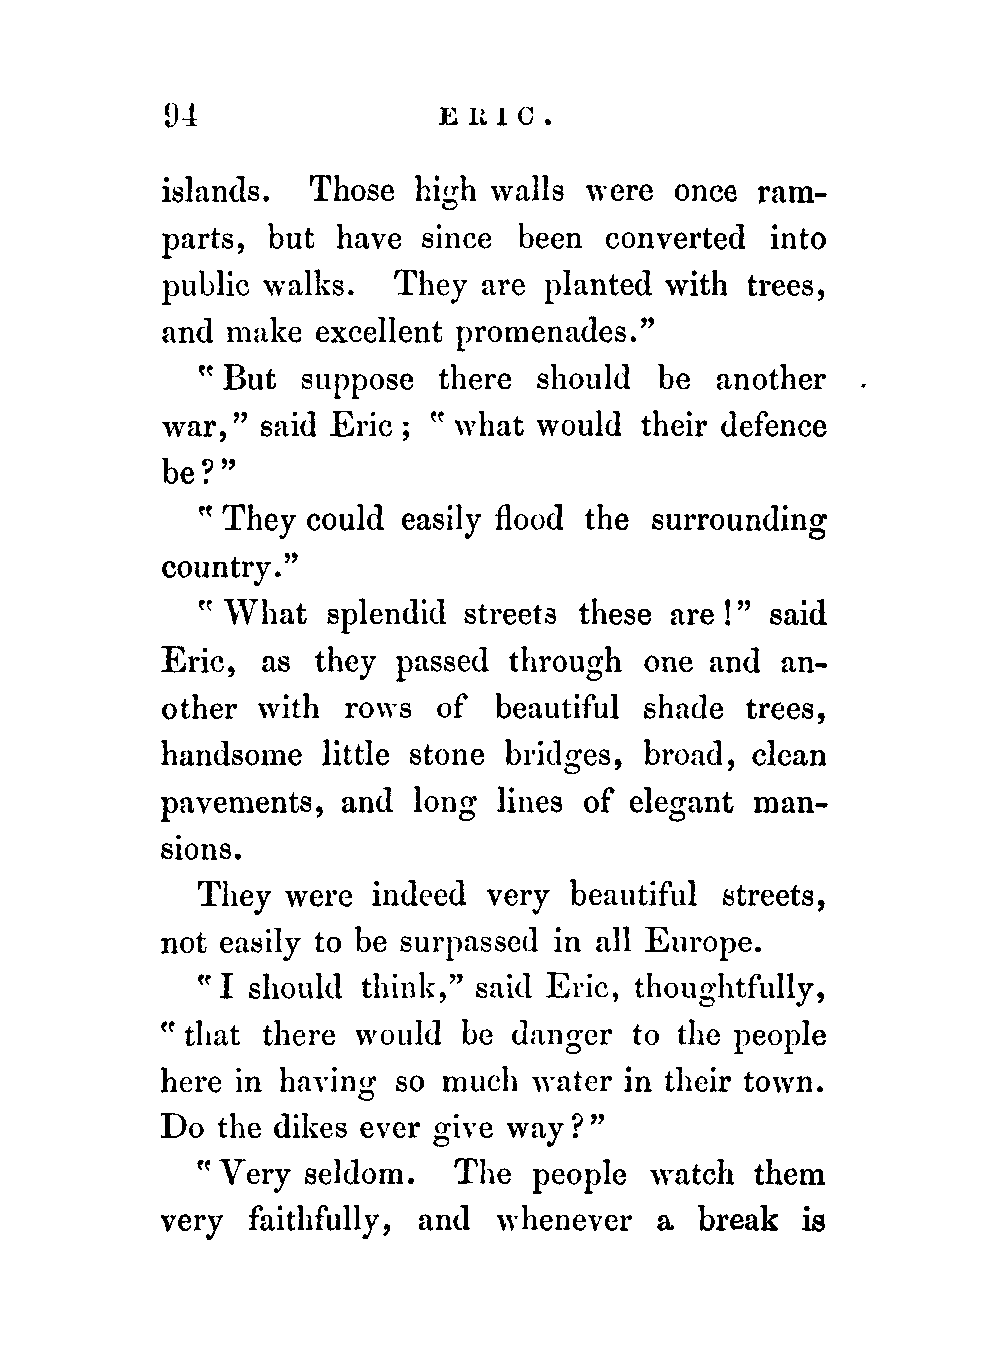 94 ERIC.
islands. Those high walls were once ram-
parts, but have since been converted into
public walks. They are planted with trees,
and make excellent promenades.”
“But suppose there should be another
war,” said Eric; “what would their defence
be?”
“They could easily flood the surrounding
country.”
“What splendid streets these are!” said
Eric, as they passed through one and an-
other with rows of beautiful shade trees,
handsome little stone bridges, broad, clean
pavements, and long lines of elegant man-
sions.
They were indeed very beautiful streets,
not easily to be surpassed in all Europe.
“I should think,” said Eric, thoughtfully,
“that there would be danger to the people
here in having so much water in their town.
Do the dikes ever give way?”
“Very seldom. The people watch them
very faithfully, and whenever a break is